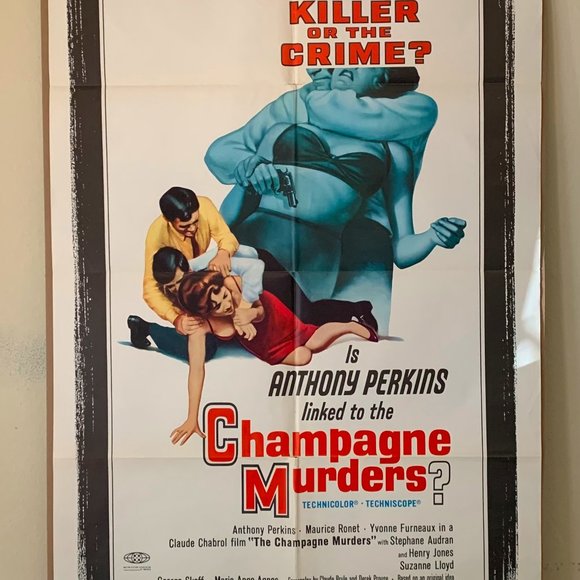 KILLER
OR THE
CRIME?
Is
ANTHONY PERKINS
linked to the
Champagne
Murders?
TECHNICOLOR® · TECHNISCOPE®
Anthony Perkins · Maurice Ronet · Yvonne Furneaux in a
Claude Chabrol film "The Champagne Murders" with Stephane Audran
and Henry Jones
Suzanne Lloyd